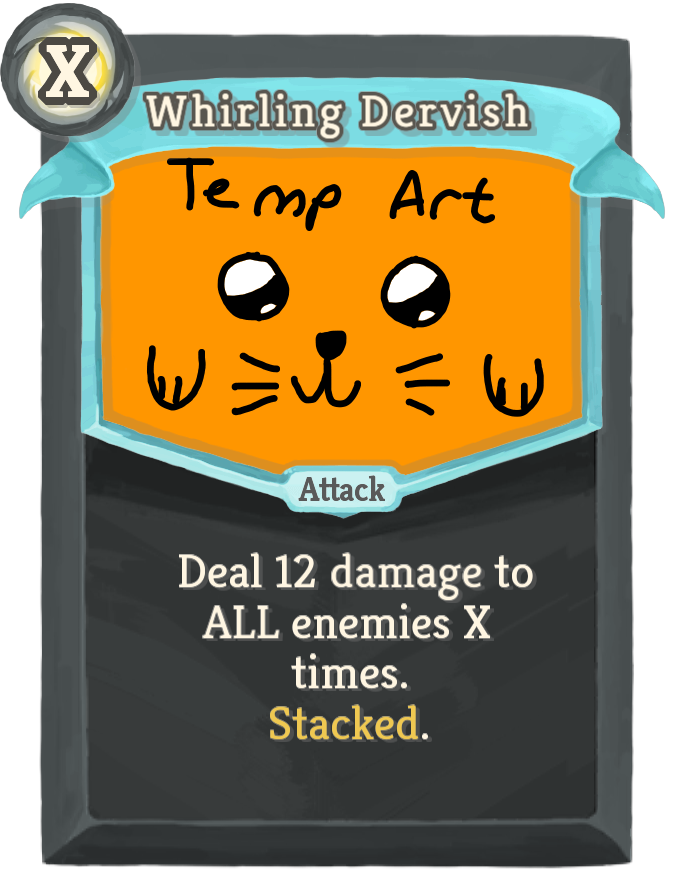 X
Whirling Dervish
Temp Art
Attack
Deal 12 damage to
ALL enemies X
times.
Stacked.